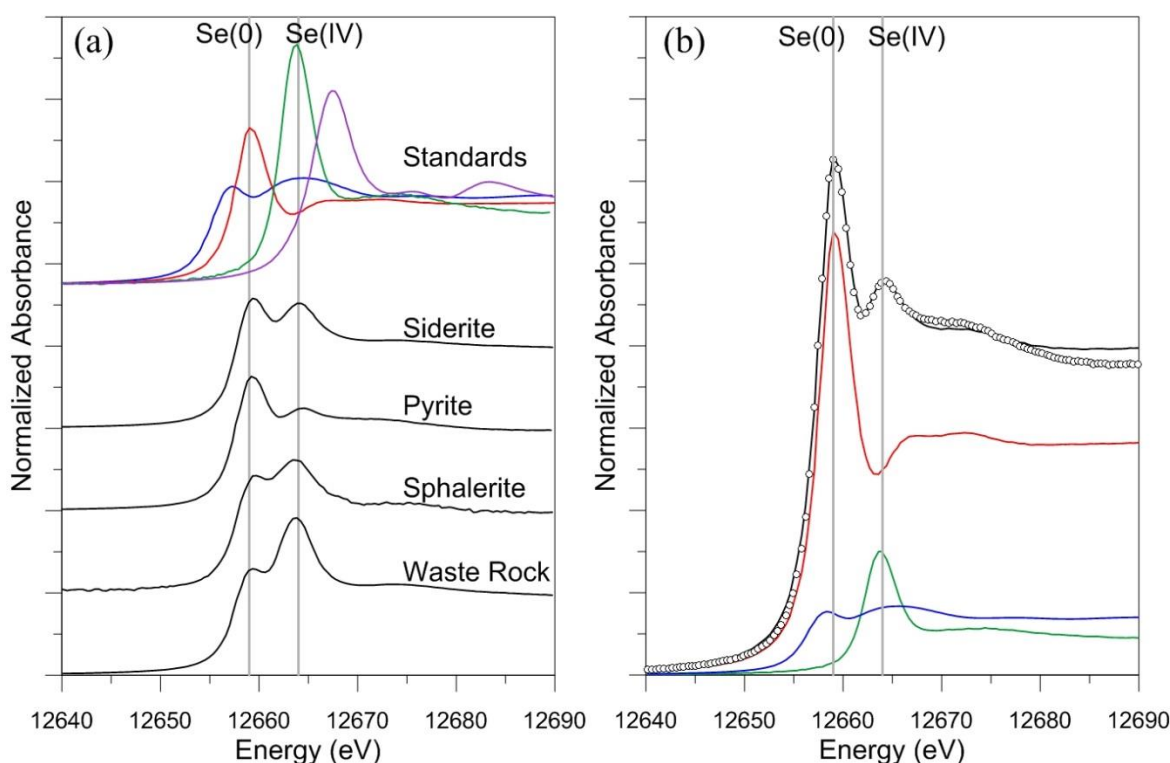 (a)
Se(0) Se(IV)
Standards
Siderite
Pyrite
Sphalerite
Waste Rock
Normalized Absorbance
12640 12650 12660 12670 12680 12690
Energy (eV)
(b)
Se(0) Se(IV)
Normalized Absorbance
12640 12650 12660 12670 12680 12690
Energy (eV)